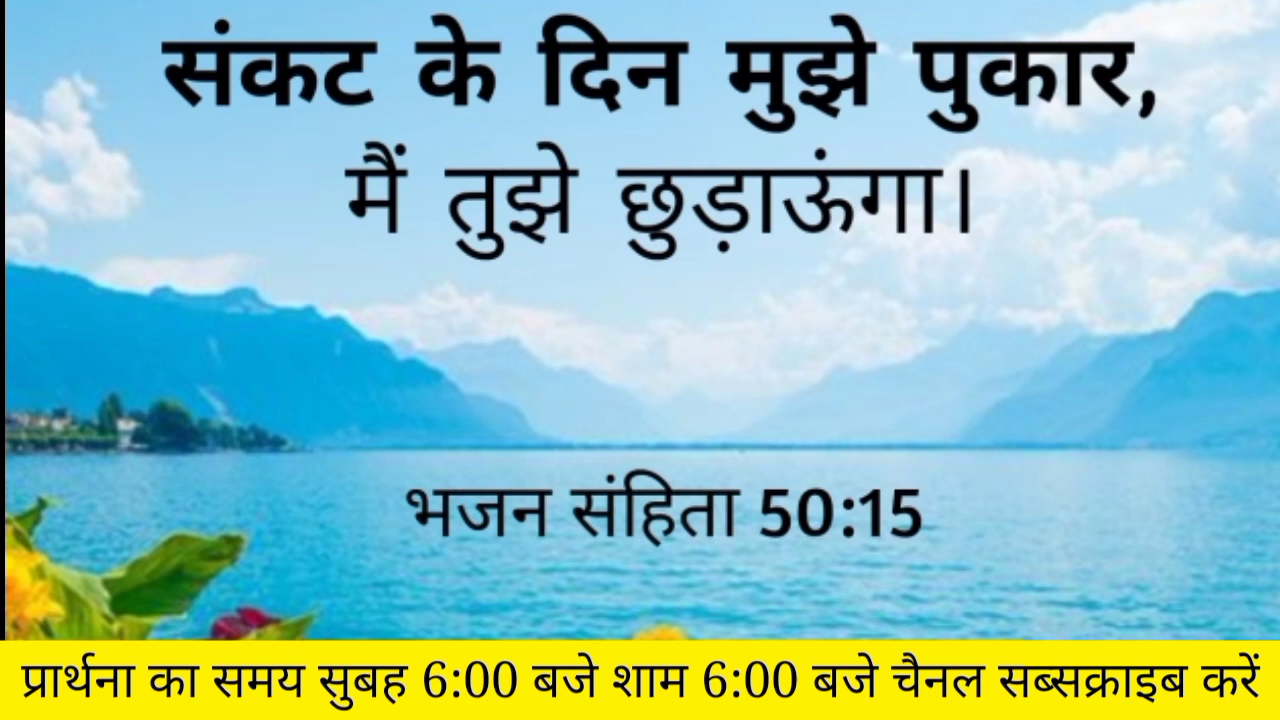 संकट के दिन मुझे पुकार,
मैं तुझे छुड़ाऊंगा।
भजन संहिता 50:15
प्रार्थना का समय सुबह 6:00 बजे शाम 6:00 बजे चैनल सब्सक्राइब करें